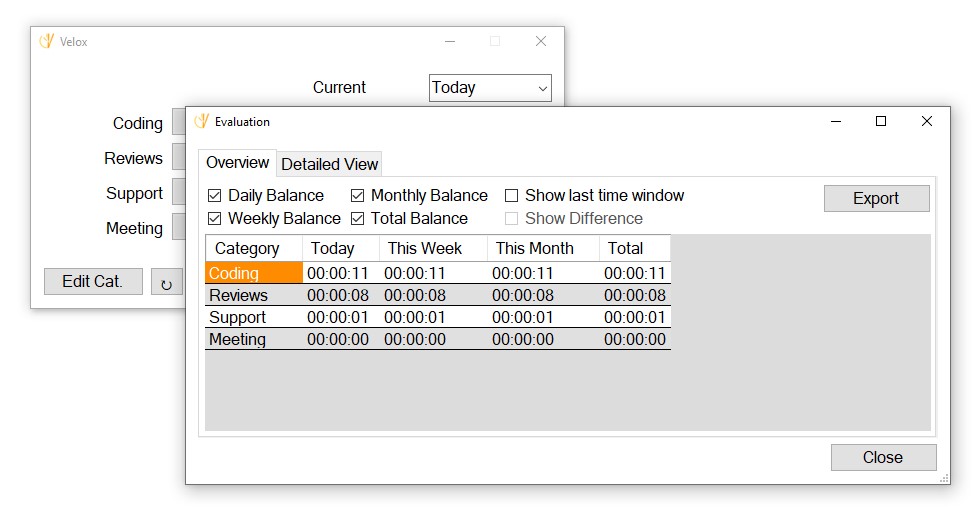 Velox
Current Today
Coding
Reviews
Support
Meeting
Edit Cat. ↻
Evaluation
Overview Detailed View
Daily Balance Monthly Balance Show last time window
Weekly Balance Total Balance Show Difference
Export
Category Today This Week This Month Total
Coding 00:00:11 00:00:11 00:00:11 00:00:11
Reviews 00:00:08 00:00:08 00:00:08 00:00:08
Support 00:00:01 00:00:01 00:00:01 00:00:01
Meeting 00:00:00 00:00:00 00:00:00 00:00:00
Close